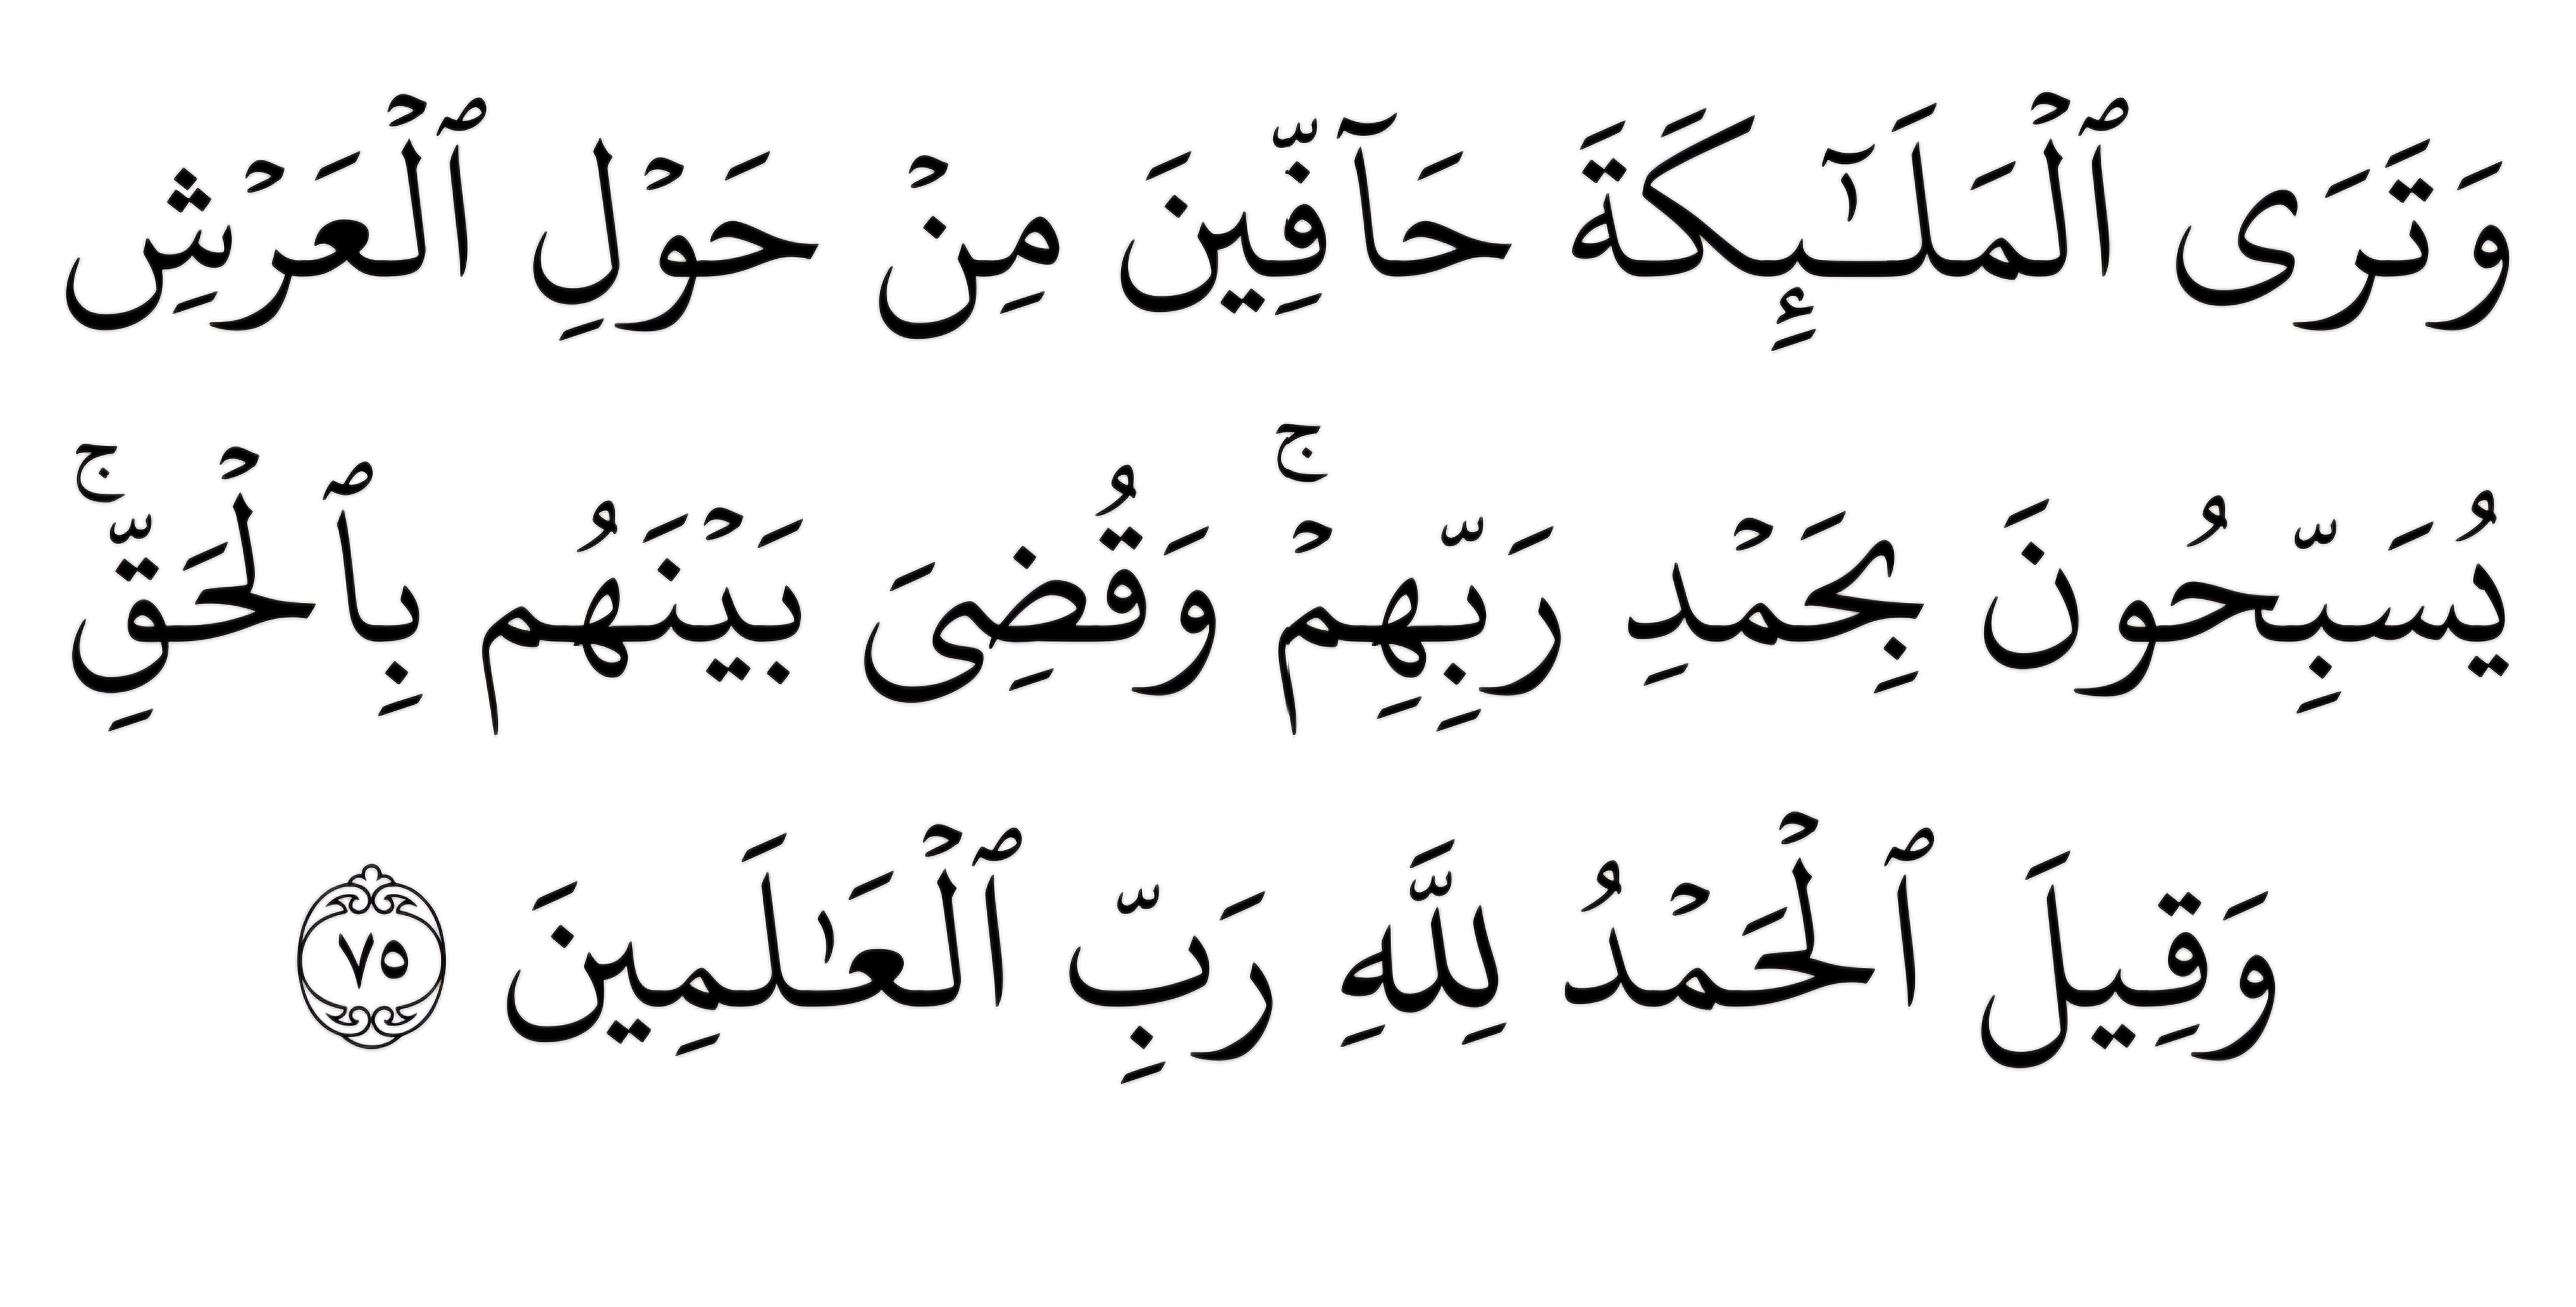 وَتَرَى ٱلْمَلَـٰٓئِكَةَ حَآفِّينَ مِنْ حَوْلِ ٱلْعَرْشِ
يُسَبِّحُونَ بِحَمْدِ رَبِّهِمْ ۚ وَقُضِىَ بَيْنَهُم بِٱلْحَقِّ ۚ
وَقِيلَ ٱلْحَمْدُ لِلَّهِ رَبِّ ٱلْعَـٰلَمِينَ ٧٥